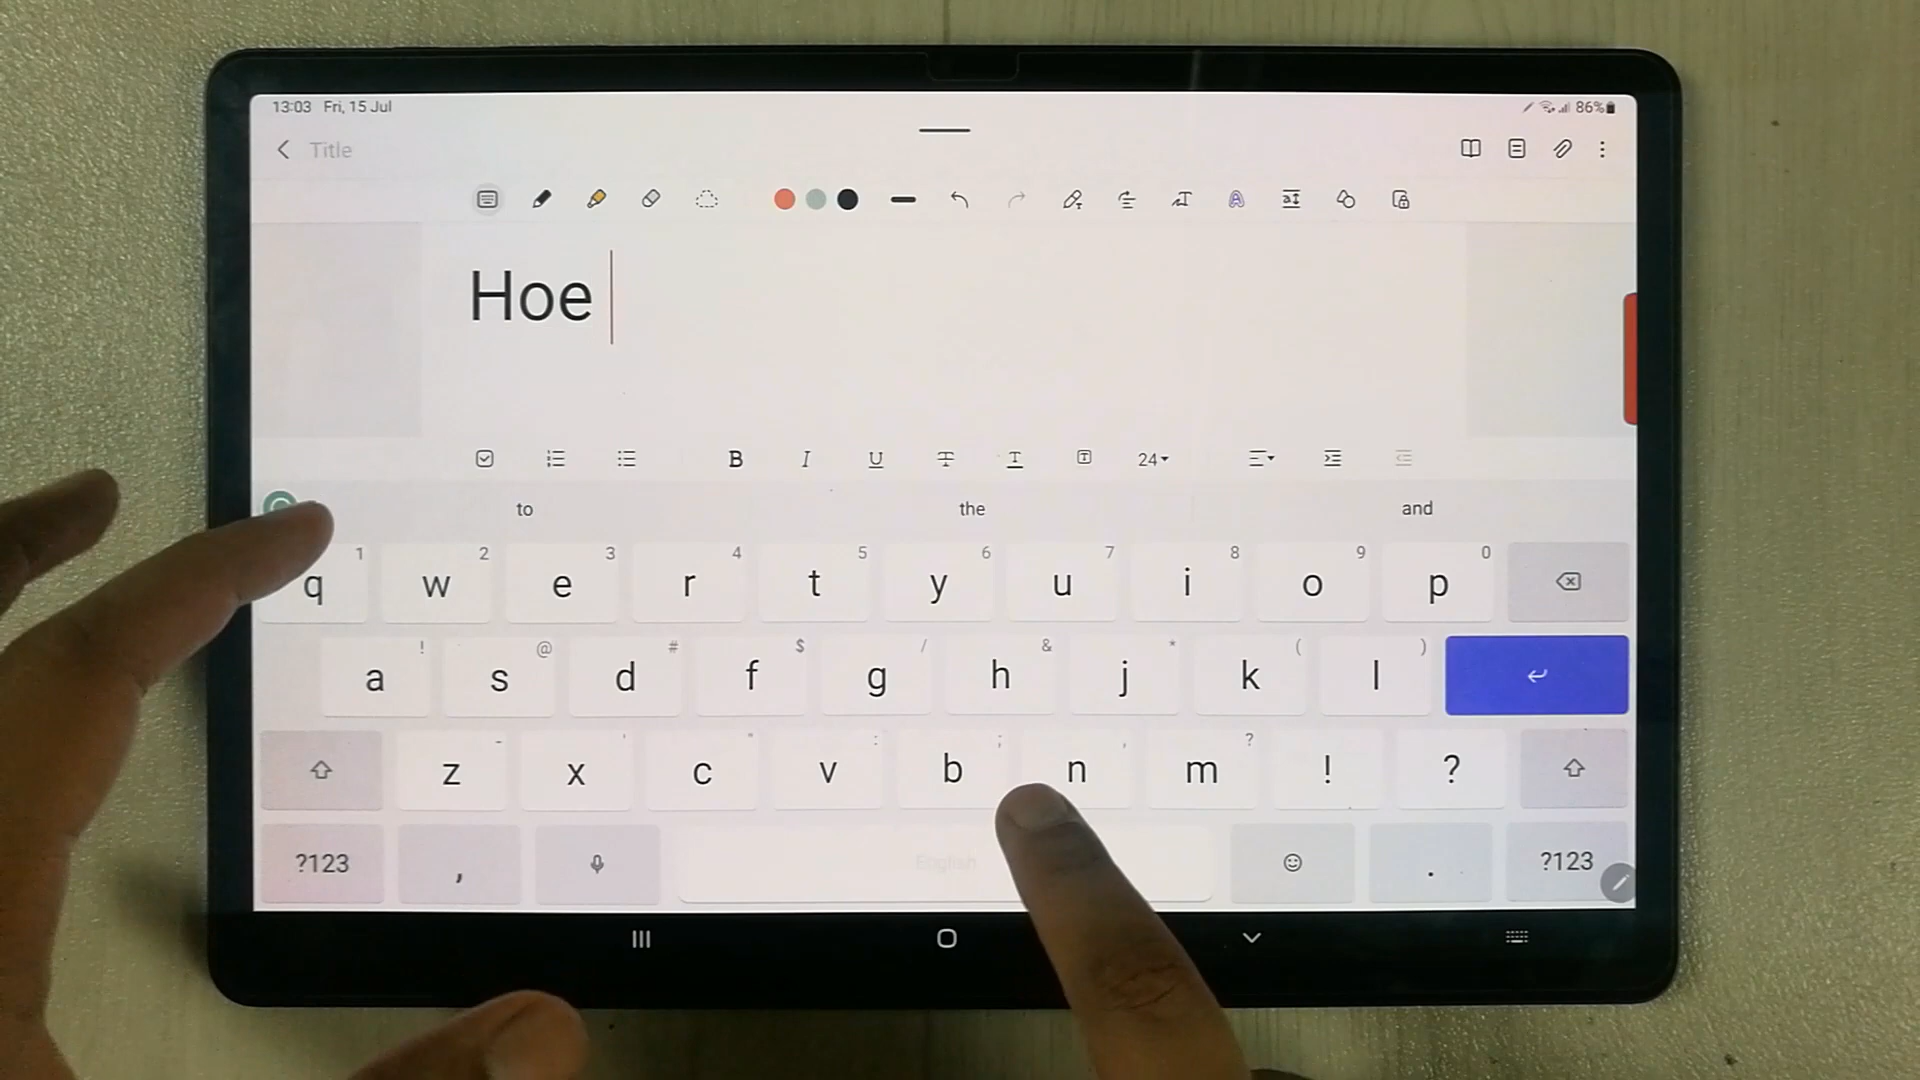 13:03 Fri, 15 Jul 86%
Title
Hoe
B I U T T T 24
to the and
1 2 3 4 5 6 7 8 9 0
q w e r t y u i o p
! @ # $ / & * ( )
a s d f g h j k l
- ' " : ; , ?
z x c v b n m ! ?
?123 , English . ?123